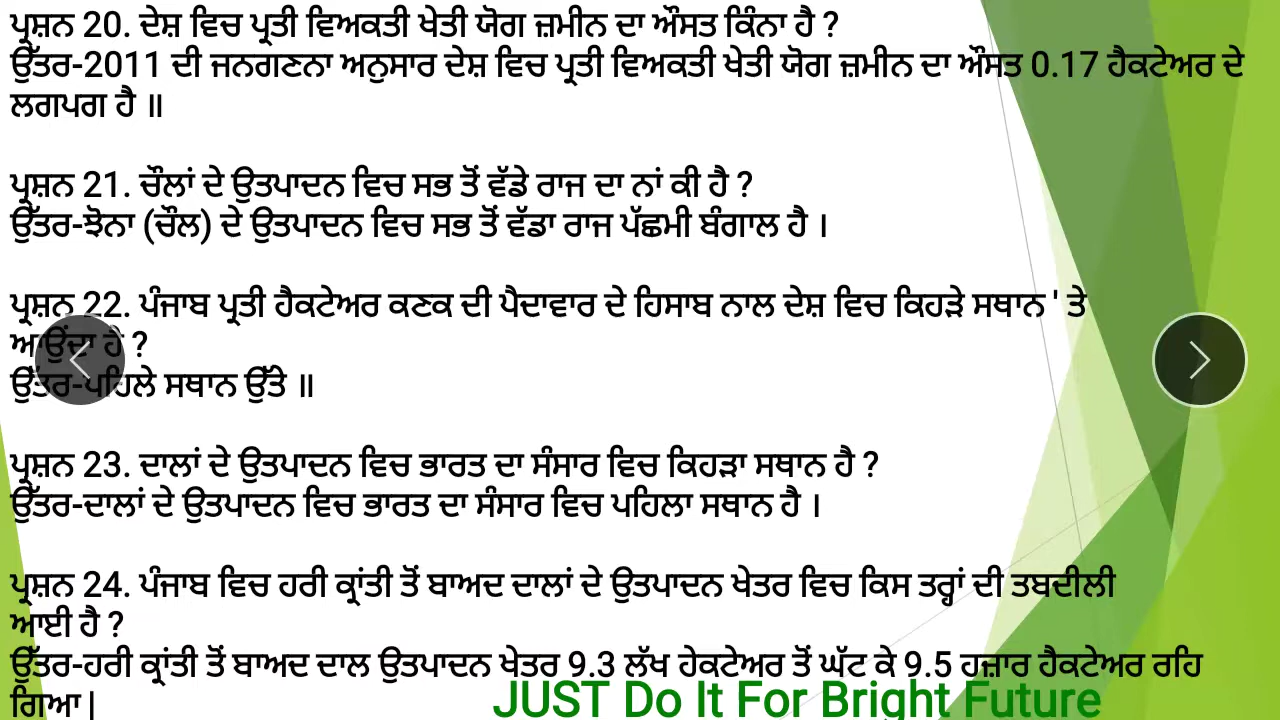 ਪ੍ਰਸ਼ਨ 20. ਦੇਸ਼ ਵਿਚ ਪ੍ਰਤੀ ਵਿਅਕਤੀ ਖੇਤੀ ਯੋਗ ਜ਼ਮੀਨ ਦਾ ਔਸਤ ਕਿੰਨਾ ਹੈ ?
ਉੱਤਰ-2011 ਦੀ ਜਨਗਣਨਾ ਅਨੁਸਾਰ ਦੇਸ਼ ਵਿਚ ਪ੍ਰਤੀ ਵਿਅਕਤੀ ਖੇਤੀ ਯੋਗ ਜ਼ਮੀਨ ਦਾ ਔਸਤ 0.17 ਹੈਕਟੇਅਰ ਦੇ
ਲਗਪਗ ਹੈ ॥
ਪ੍ਰਸ਼ਨ 21. ਚੌਲਾਂ ਦੇ ਉਤਪਾਦਨ ਵਿਚ ਸਭ ਤੋਂ ਵੱਡੇ ਰਾਜ ਦਾ ਨਾਂ ਕੀ ਹੈ ?
ਉੱਤਰ-ਝੋਨਾ (ਚੌਲ) ਦੇ ਉਤਪਾਦਨ ਵਿਚ ਸਭ ਤੋਂ ਵੱਡਾ ਰਾਜ ਪੱਛਮੀ ਬੰਗਾਲ ਹੈ ।
ਪ੍ਰਸ਼ਨ 22. ਪੰਜਾਬ ਪ੍ਰਤੀ ਹੈਕਟੇਅਰ ਕਣਕ ਦੀ ਪੈਦਾਵਾਰ ਦੇ ਹਿਸਾਬ ਨਾਲ ਦੇਸ਼ ਵਿਚ ਕਿਹੜੇ ਸਥਾਨ ' ਤੇ
ਆਉਂਦਾ ਹੈ ?
ਉੱਤਰ-ਪਹਿਲੇ ਸਥਾਨ ਉੱਤੇ ॥
ਪ੍ਰਸ਼ਨ 23. ਦਾਲਾਂ ਦੇ ਉਤਪਾਦਨ ਵਿਚ ਭਾਰਤ ਦਾ ਸੰਸਾਰ ਵਿਚ ਕਿਹੜਾ ਸਥਾਨ ਹੈ ?
ਉੱਤਰ-ਦਾਲਾਂ ਦੇ ਉਤਪਾਦਨ ਵਿਚ ਭਾਰਤ ਦਾ ਸੰਸਾਰ ਵਿਚ ਪਹਿਲਾ ਸਥਾਨ ਹੈ ।
ਪ੍ਰਸ਼ਨ 24. ਪੰਜਾਬ ਵਿਚ ਹਰੀ ਕ੍ਰਾਂਤੀ ਤੋਂ ਬਾਅਦ ਦਾਲਾਂ ਦੇ ਉਤਪਾਦਨ ਖੇਤਰ ਵਿਚ ਕਿਸ ਤਰ੍ਹਾਂ ਦੀ ਤਬਦੀਲੀ
ਆਈ ਹੈ ?
ਉੱਤਰ-ਹਰੀ ਕ੍ਰਾਂਤੀ ਤੋਂ ਬਾਅਦ ਦਾਲ ਉਤਪਾਦਨ ਖੇਤਰ 9.3 ਲੱਖ ਹੇਕਟੇਅਰ ਤੋਂ ਘੱਟ ਕੇ 9.5 ਹਜ਼ਾਰ ਹੈਕਟੇਅਰ ਰਹਿ
ਗਿਆ |
JUST Do It For Bright Future